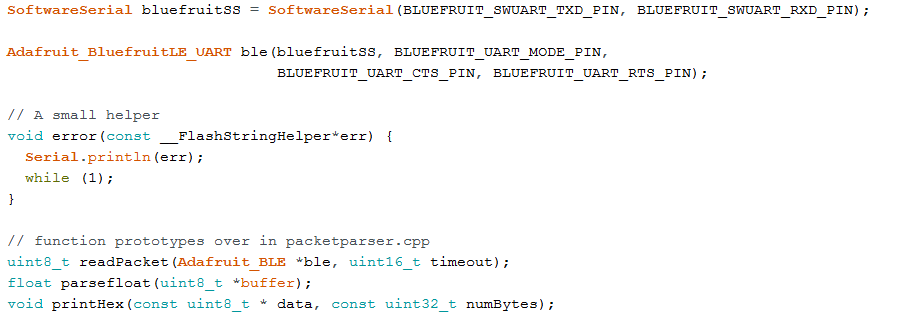 SoftwareSerial bluefruitSS = SoftwareSerial(BLUEFRUIT_SWUART_TXD_PIN, BLUEFRUIT_SWUART_RXD_PIN);
Adafruit_BluefruitLE_UART ble(bluefruitSS, BLUEFRUIT_UART_MODE_PIN,
BLUEFRUIT_UART_CTS_PIN, BLUEFRUIT_UART_RTS_PIN);
// A small helper
void error(const __FlashStringHelper*err) {
Serial.println(err);
while (1);
}
// function prototypes over in packetparser.cpp
uint8_t readPacket(Adafruit_BLE *ble, uint16_t timeout);
float parsefloat(uint8_t *buffer);
void printHex(const uint8_t * data, const uint32_t numBytes);